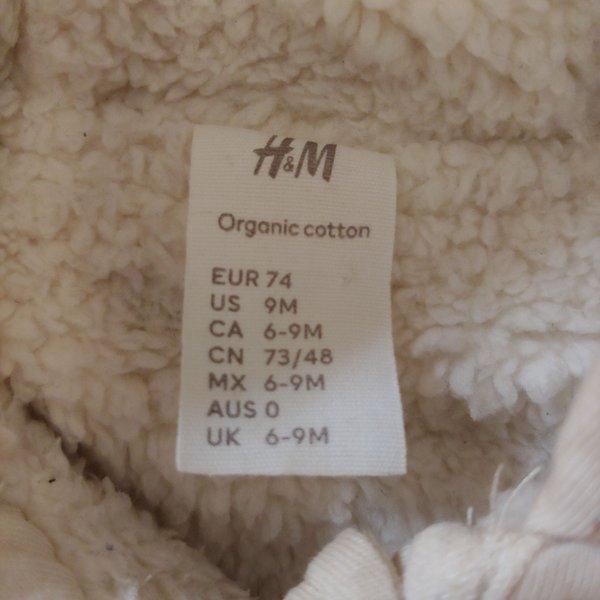 H&M
Organic cotton
EUR 74
US 9M
CA 6-9M
CN 73/48
MX 6-9M
AUS 0
UK 6-9M